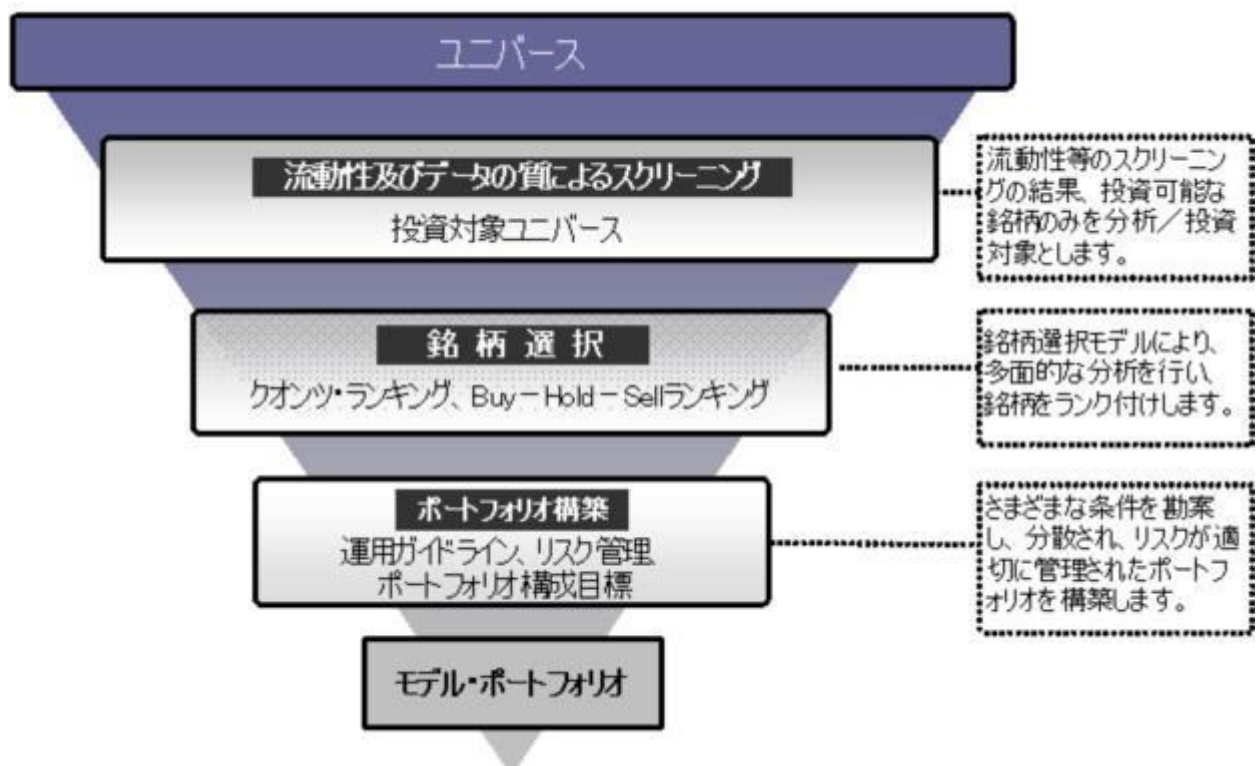 ユニバース
流動性及びデータの質によるスクリーニング
投資対象ユニバース
流動性等のスクリーニン
グの結果、投資可能な
銘柄のみを分析／投資
対象とします。
銘柄選択
クオンツ・ランキング、Buy－Hold－Sellランキング
銘柄選択モデルにより、
多面的な分析を行い、
銘柄をランク付けします。
ポートフォリオ構築
運用ガイドライン、リスク管理、
ポートフォリオ構成目標
さまざまな条件を勘案
し、分散され、リスクが適
切に管理されたポートフ
ォリオを構築します。
モデル・ポートフォリオ